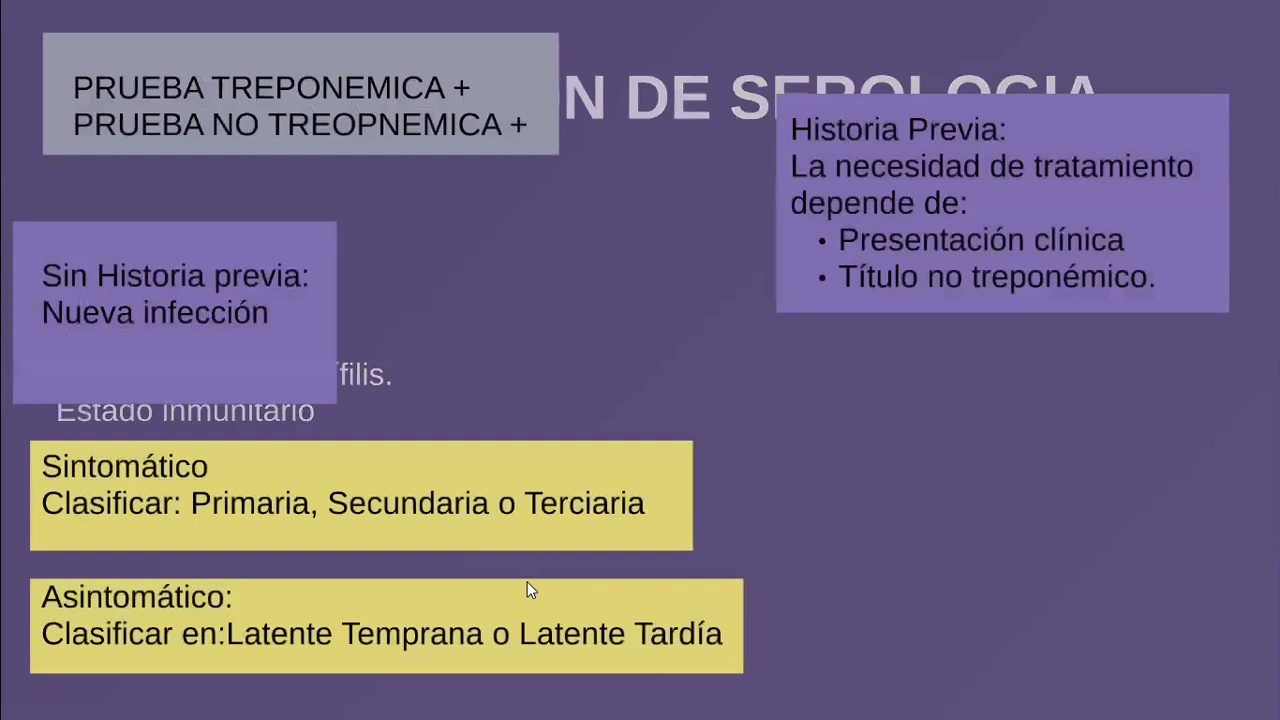 PRUEBA TREPONEMICA +
PRUEBA NO TREOPNEMICA +
N DE SEROLOGIA
Historia Previa:
La necesidad de tratamiento
depende de:
• Presentación clínica
• Título no treponémico.
Sin Historia previa:
Nueva infección
ífilis.
Estado inmunitario
Sintomático
Clasificar: Primaria, Secundaria o Terciaria
Asintomático:
Clasificar en:Latente Temprana o Latente Tardía